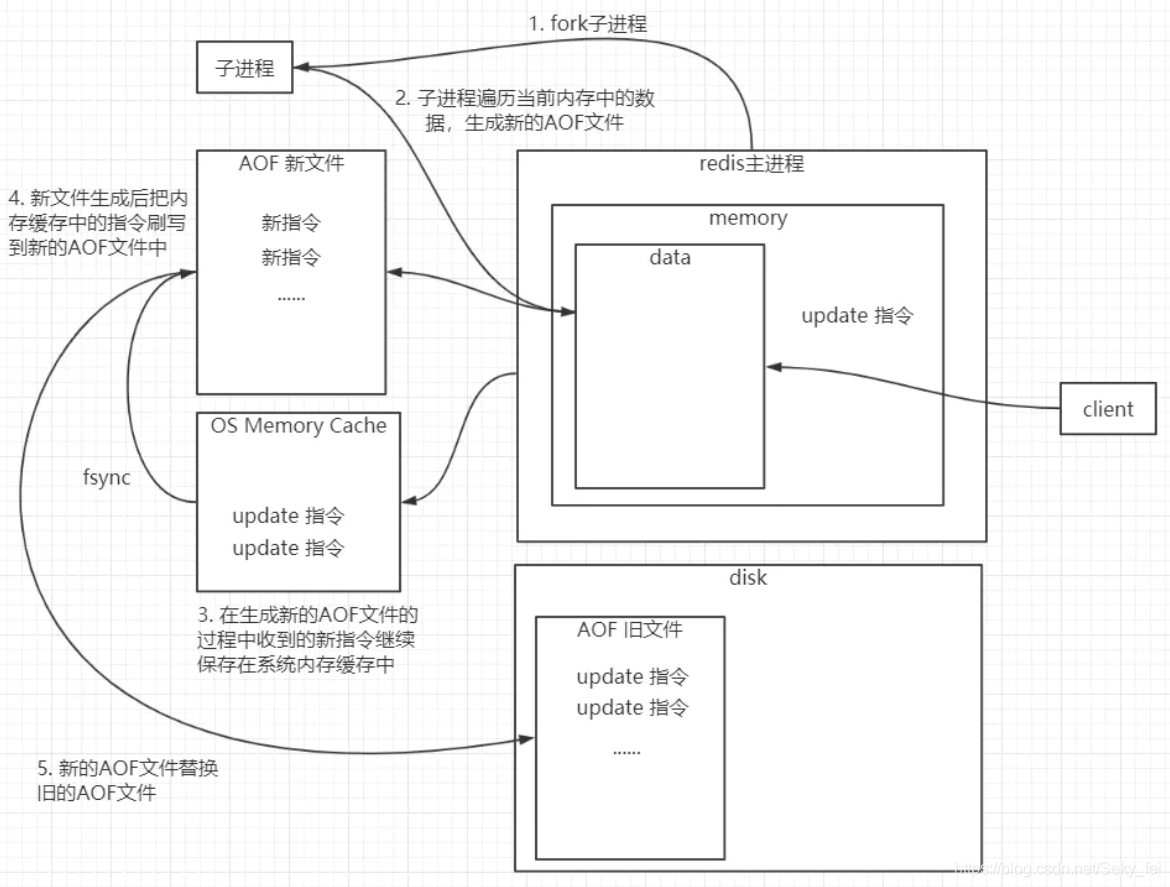 1. fork子进程
子进程
2. 子进程遍历当前内存中的数
据，生成新的AOF文件
AOF 新文件
新指令
新指令
......
4. 新文件生成后把内
存缓存中的指令刷写
到新的AOF文件中
redis主进程
memory
data
update 指令
client
OS Memory Cache
update 指令
update 指令
fsync
3. 在生成新的AOF文件的
过程中收到的新指令继续
保存在系统内存缓存中
disk
AOF 旧文件
update 指令
update 指令
......
5. 新的AOF文件替换
旧的AOF文件
https://blog.csdn.net/Seky_fei